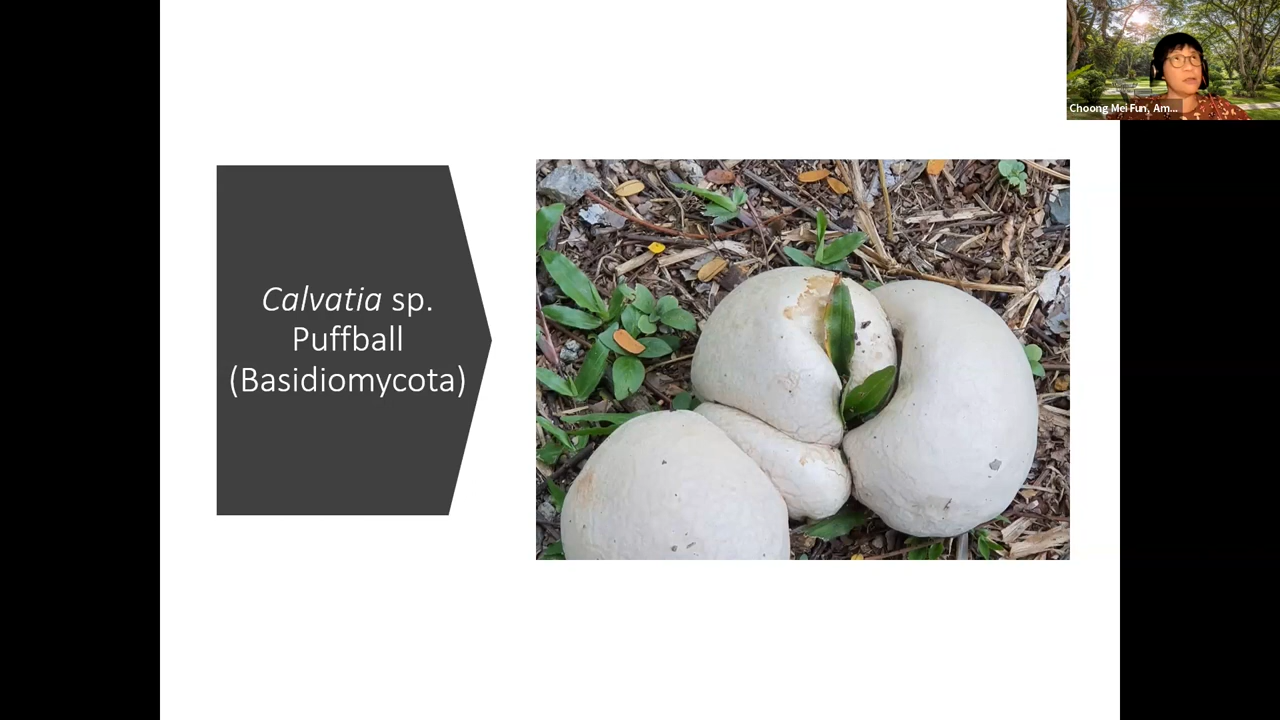 Choong Mei Fun, Am...
Calvatia sp.
Puffball
(Basidiomycota)